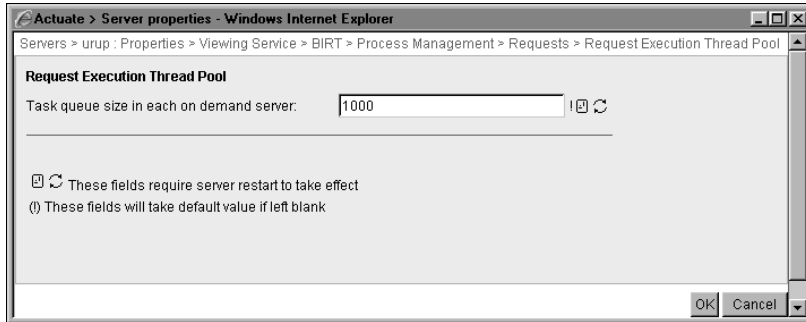 Actuate > Server properties - Windows Internet Explorer
Servers > urup : Properties > Viewing Service > BIRT > Process Management > Requests > Request Execution Thread Pool
Request Execution Thread Pool
Task queue size in each on demand server: 1000 !
These fields require server restart to take effect
(!) These fields will take default value if left blank
OK Cancel